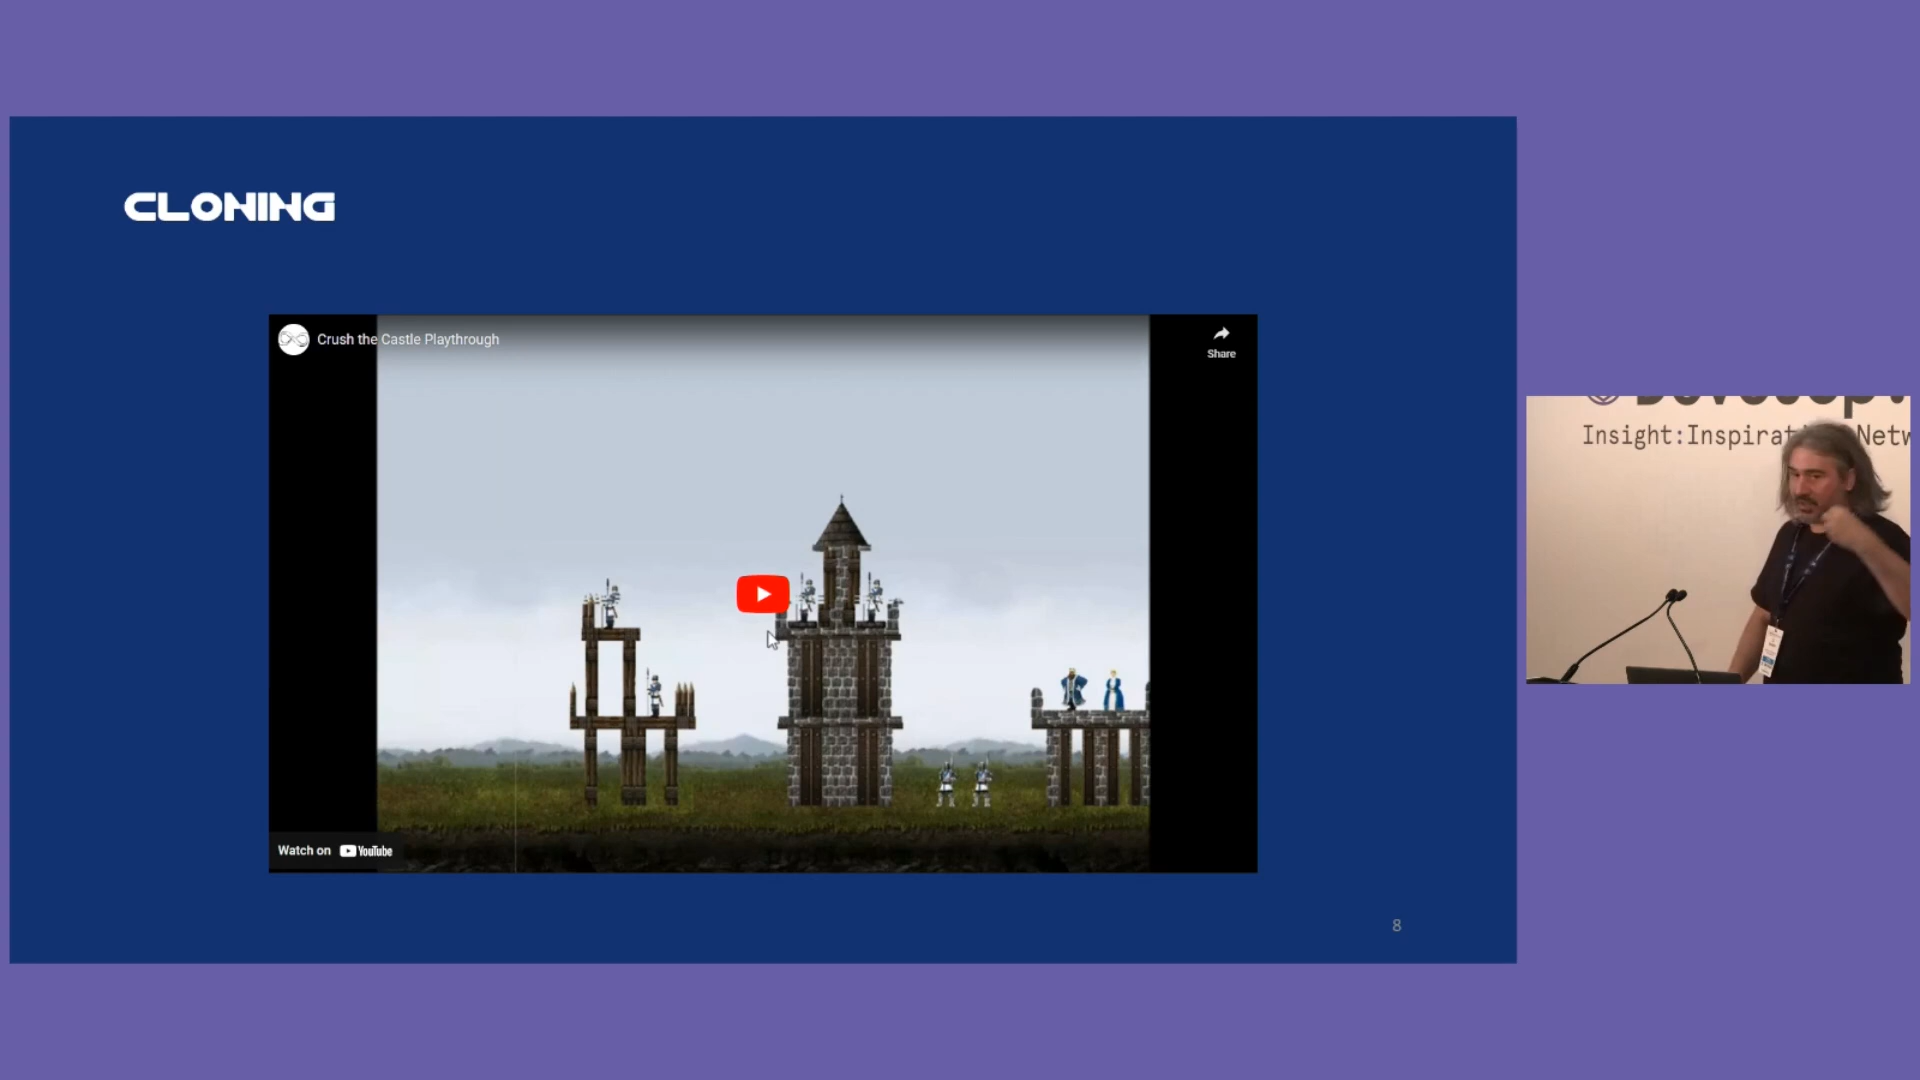 CLONING
Crush the Castle Playthrough
Share
Watch on YouTube
8
Insight:Inspirat
Netw